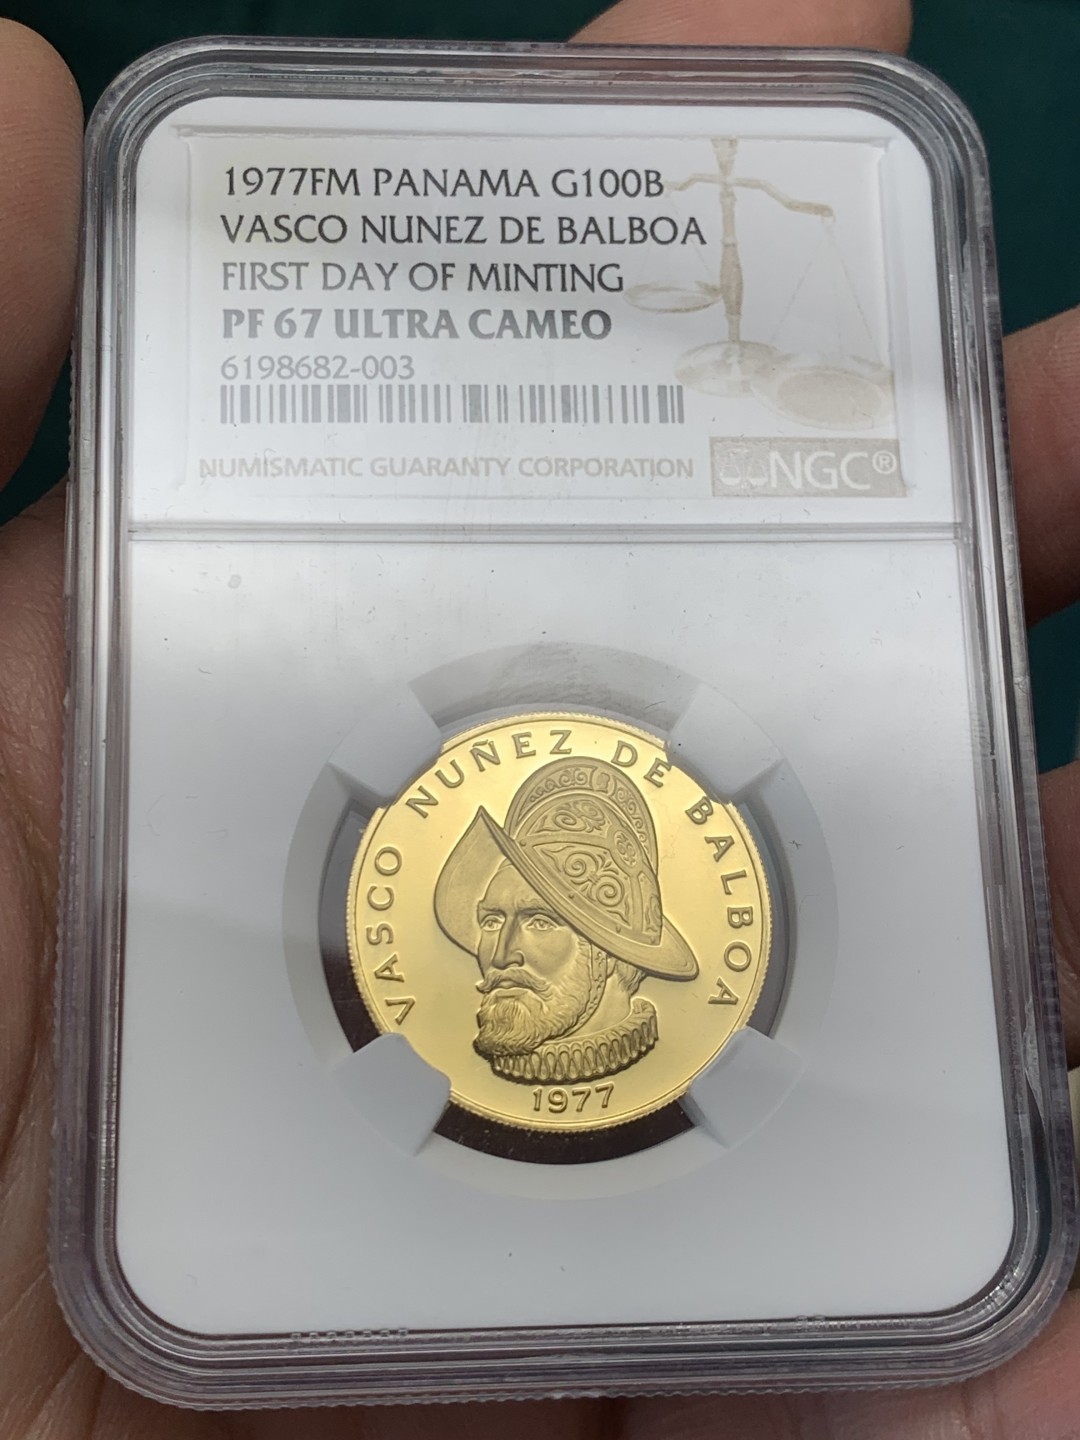 1977FM PANAMA G100B
VASCO NUNEZ DE BALBOA
FIRST DAY OF MINTING
PF 67 ULTRA CAMEO
6198682-003
NUMISMATIC GUARANTY CORPORATION
NGC®
VASCO NUÑEZ DE BALBOA
1977